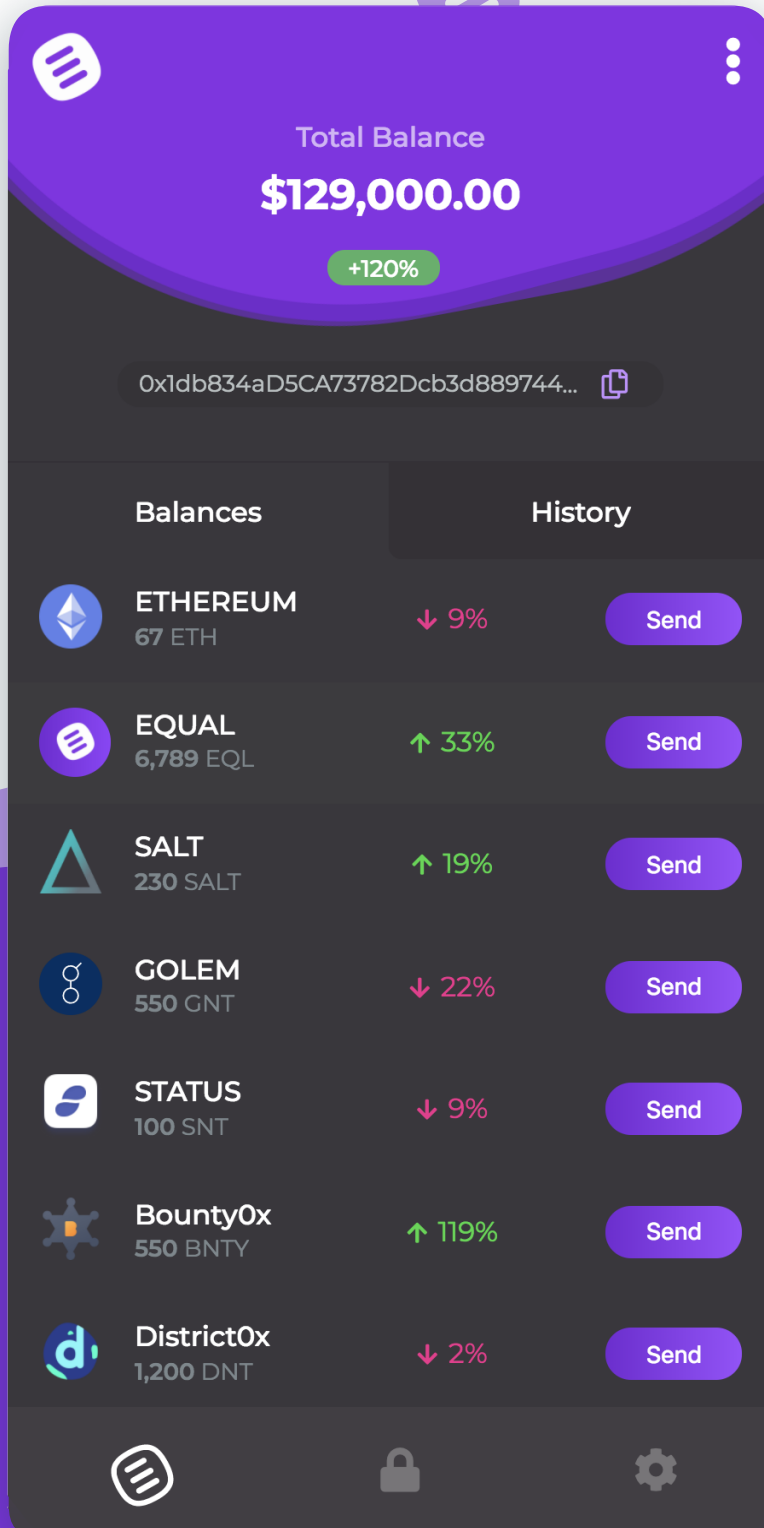 Total Balance
$129,000.00
+120%
0x1db834aD5CA73782Dcb3d889744...
Balances
History
ETHEREUM
67 ETH
9%
Send
EQUAL
6,789 EQL
33%
Send
SALT
230 SALT
19%
Send
GOLEM
550 GNT
22%
Send
STATUS
100 SNT
9%
Send
Bounty0x
550 BNTY
119%
Send
District0x
1,200 DNT
2%
Send